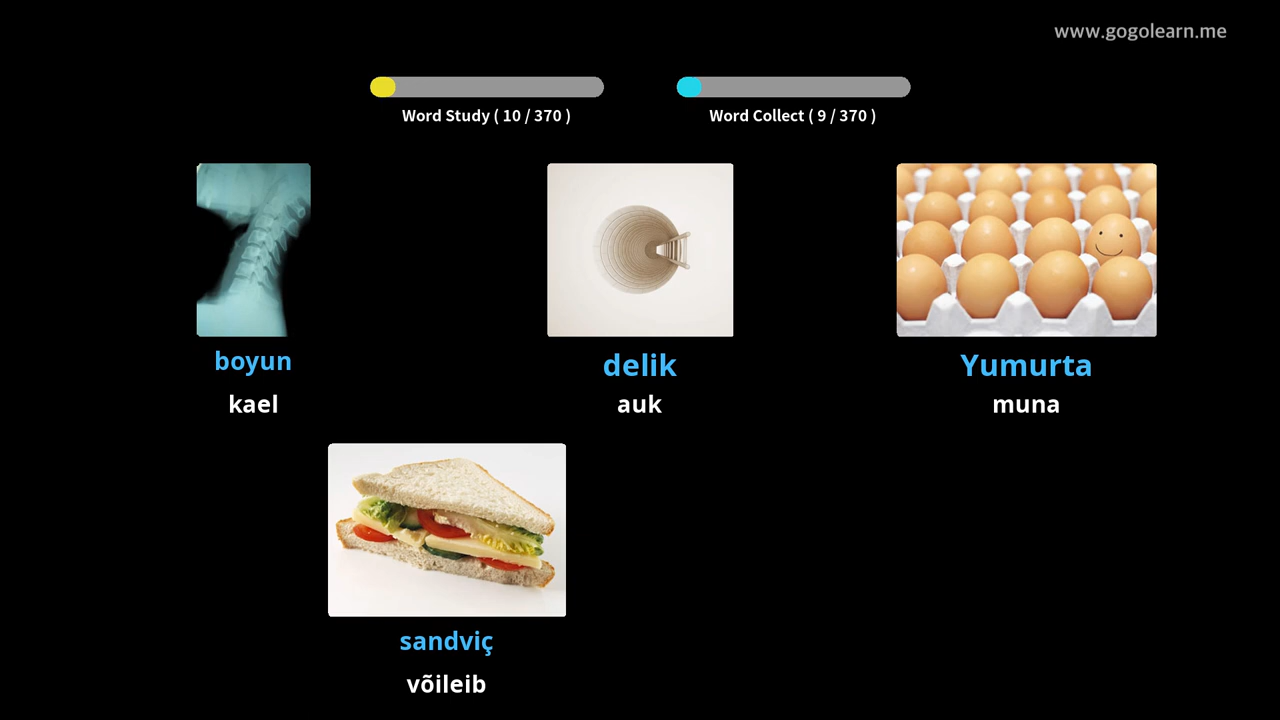 www.gogolearn.me
Word Study ( 10 / 370 )
Word Collect ( 9 / 370 )
boyun
kael
delik
auk
Yumurta
muna
sandviç
võileib